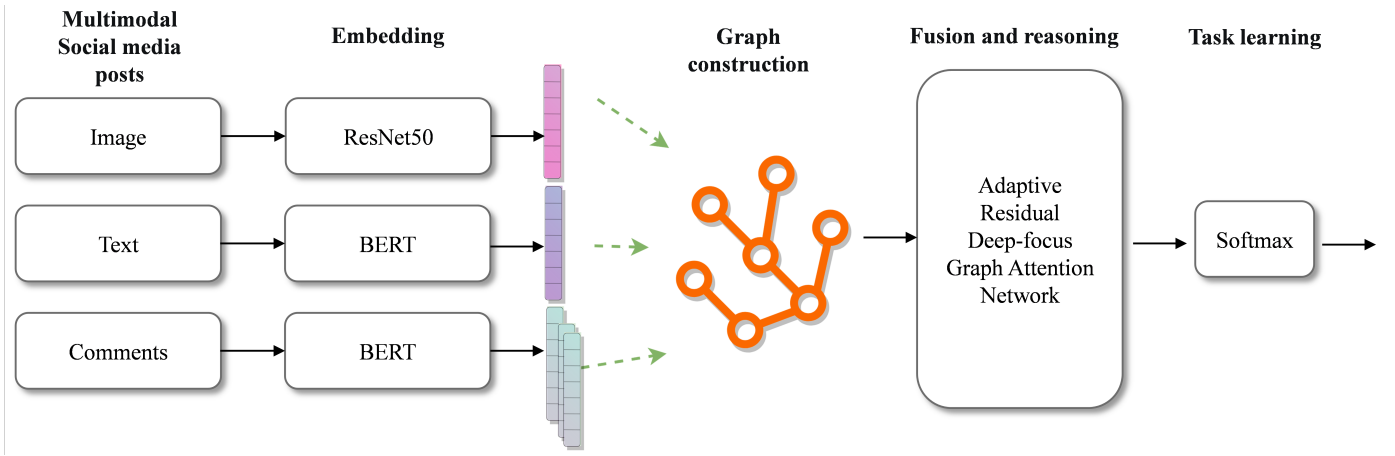 Multimodal
Social media
posts
Embedding
Graph
construction
Fusion and reasoning
Task learning
Image
ResNet50
Text
BERT
Comments
BERT
Adaptive
Residual
Deep-focus
Graph Attention
Network
Softmax